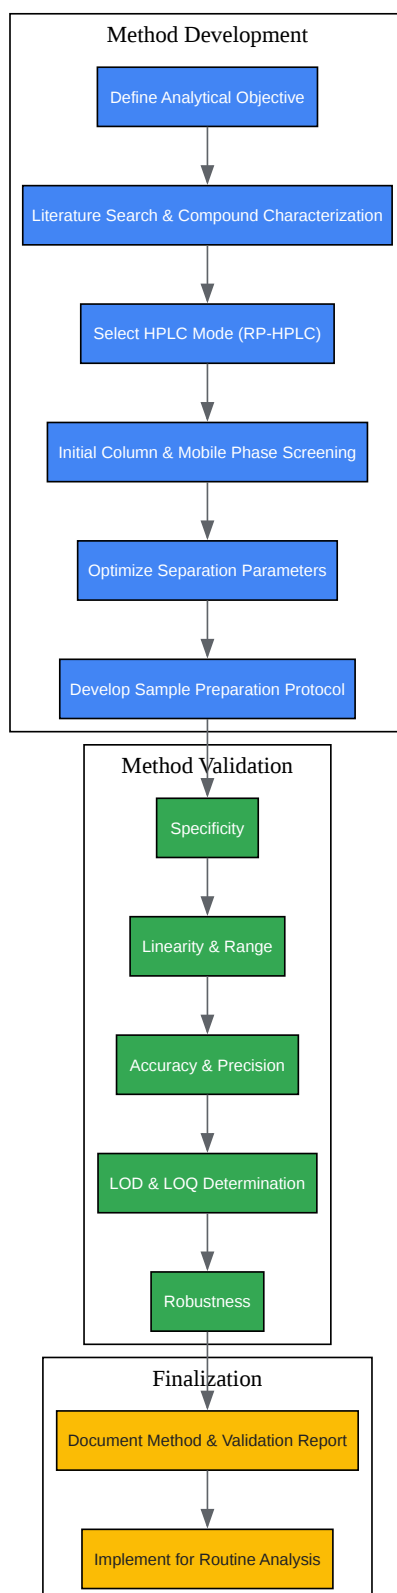 Method Development
Define Analytical Objective
Literature Search & Compound Characterization
Select HPLC Mode (RP-HPLC)
Initial Column & Mobile Phase Screening
Optimize Separation Parameters
Develop Sample Preparation Protocol
Method Validation
Specificity
Linearity & Range
Accuracy & Precision
LOD & LOQ Determination
Robustness
Finalization
Document Method & Validation Report
Implement for Routine Analysis